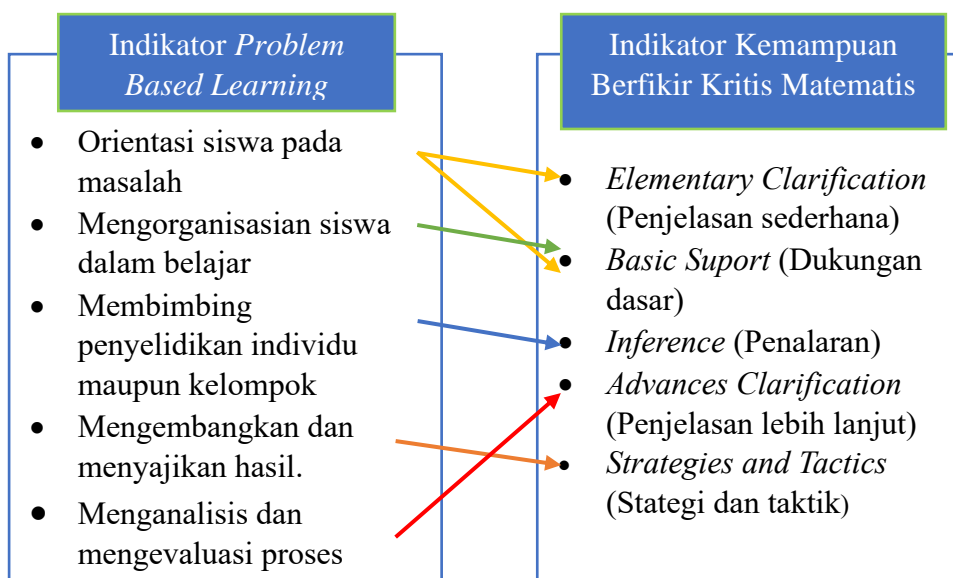 Indikator Problem
Based Learning
• Orientasi siswa pada
masalah
• Mengorganisasian siswa
dalam belajar
• Membimbing
penyelidikan individu
maupun kelompok
• Mengembangkan dan
menyajikan hasil.
• Menganalisis dan
mengevaluasi proses
Indikator Kemampuan
Berfikir Kritis Matematis
• Elementary Clarification
(Penjelasan sederhana)
• Basic Suport (Dukungan
dasar)
• Inference (Penalaran)
• Advances Clarification
(Penjelasan lebih lanjut)
• Strategies and Tactics
(Stategi dan taktik)